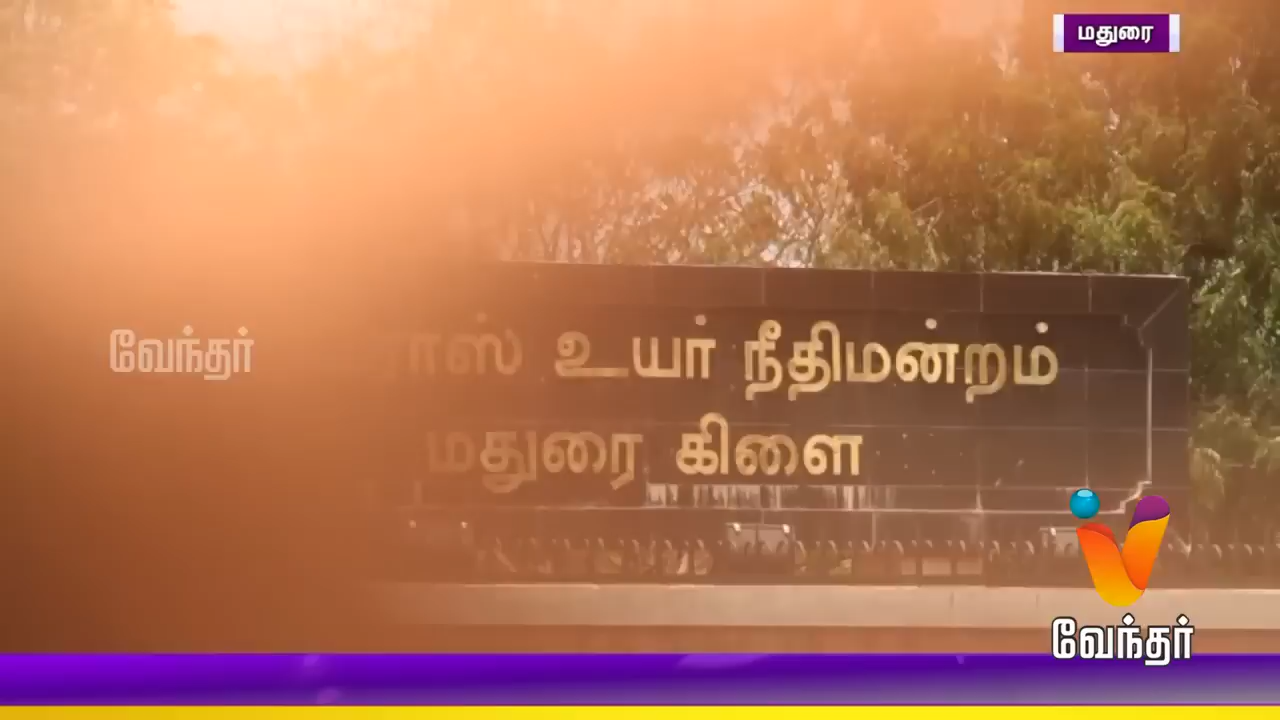 மதுரை
வேந்தர்
உயர் நீதிமன்றம்
மதுரை கிளை
வேந்தர்